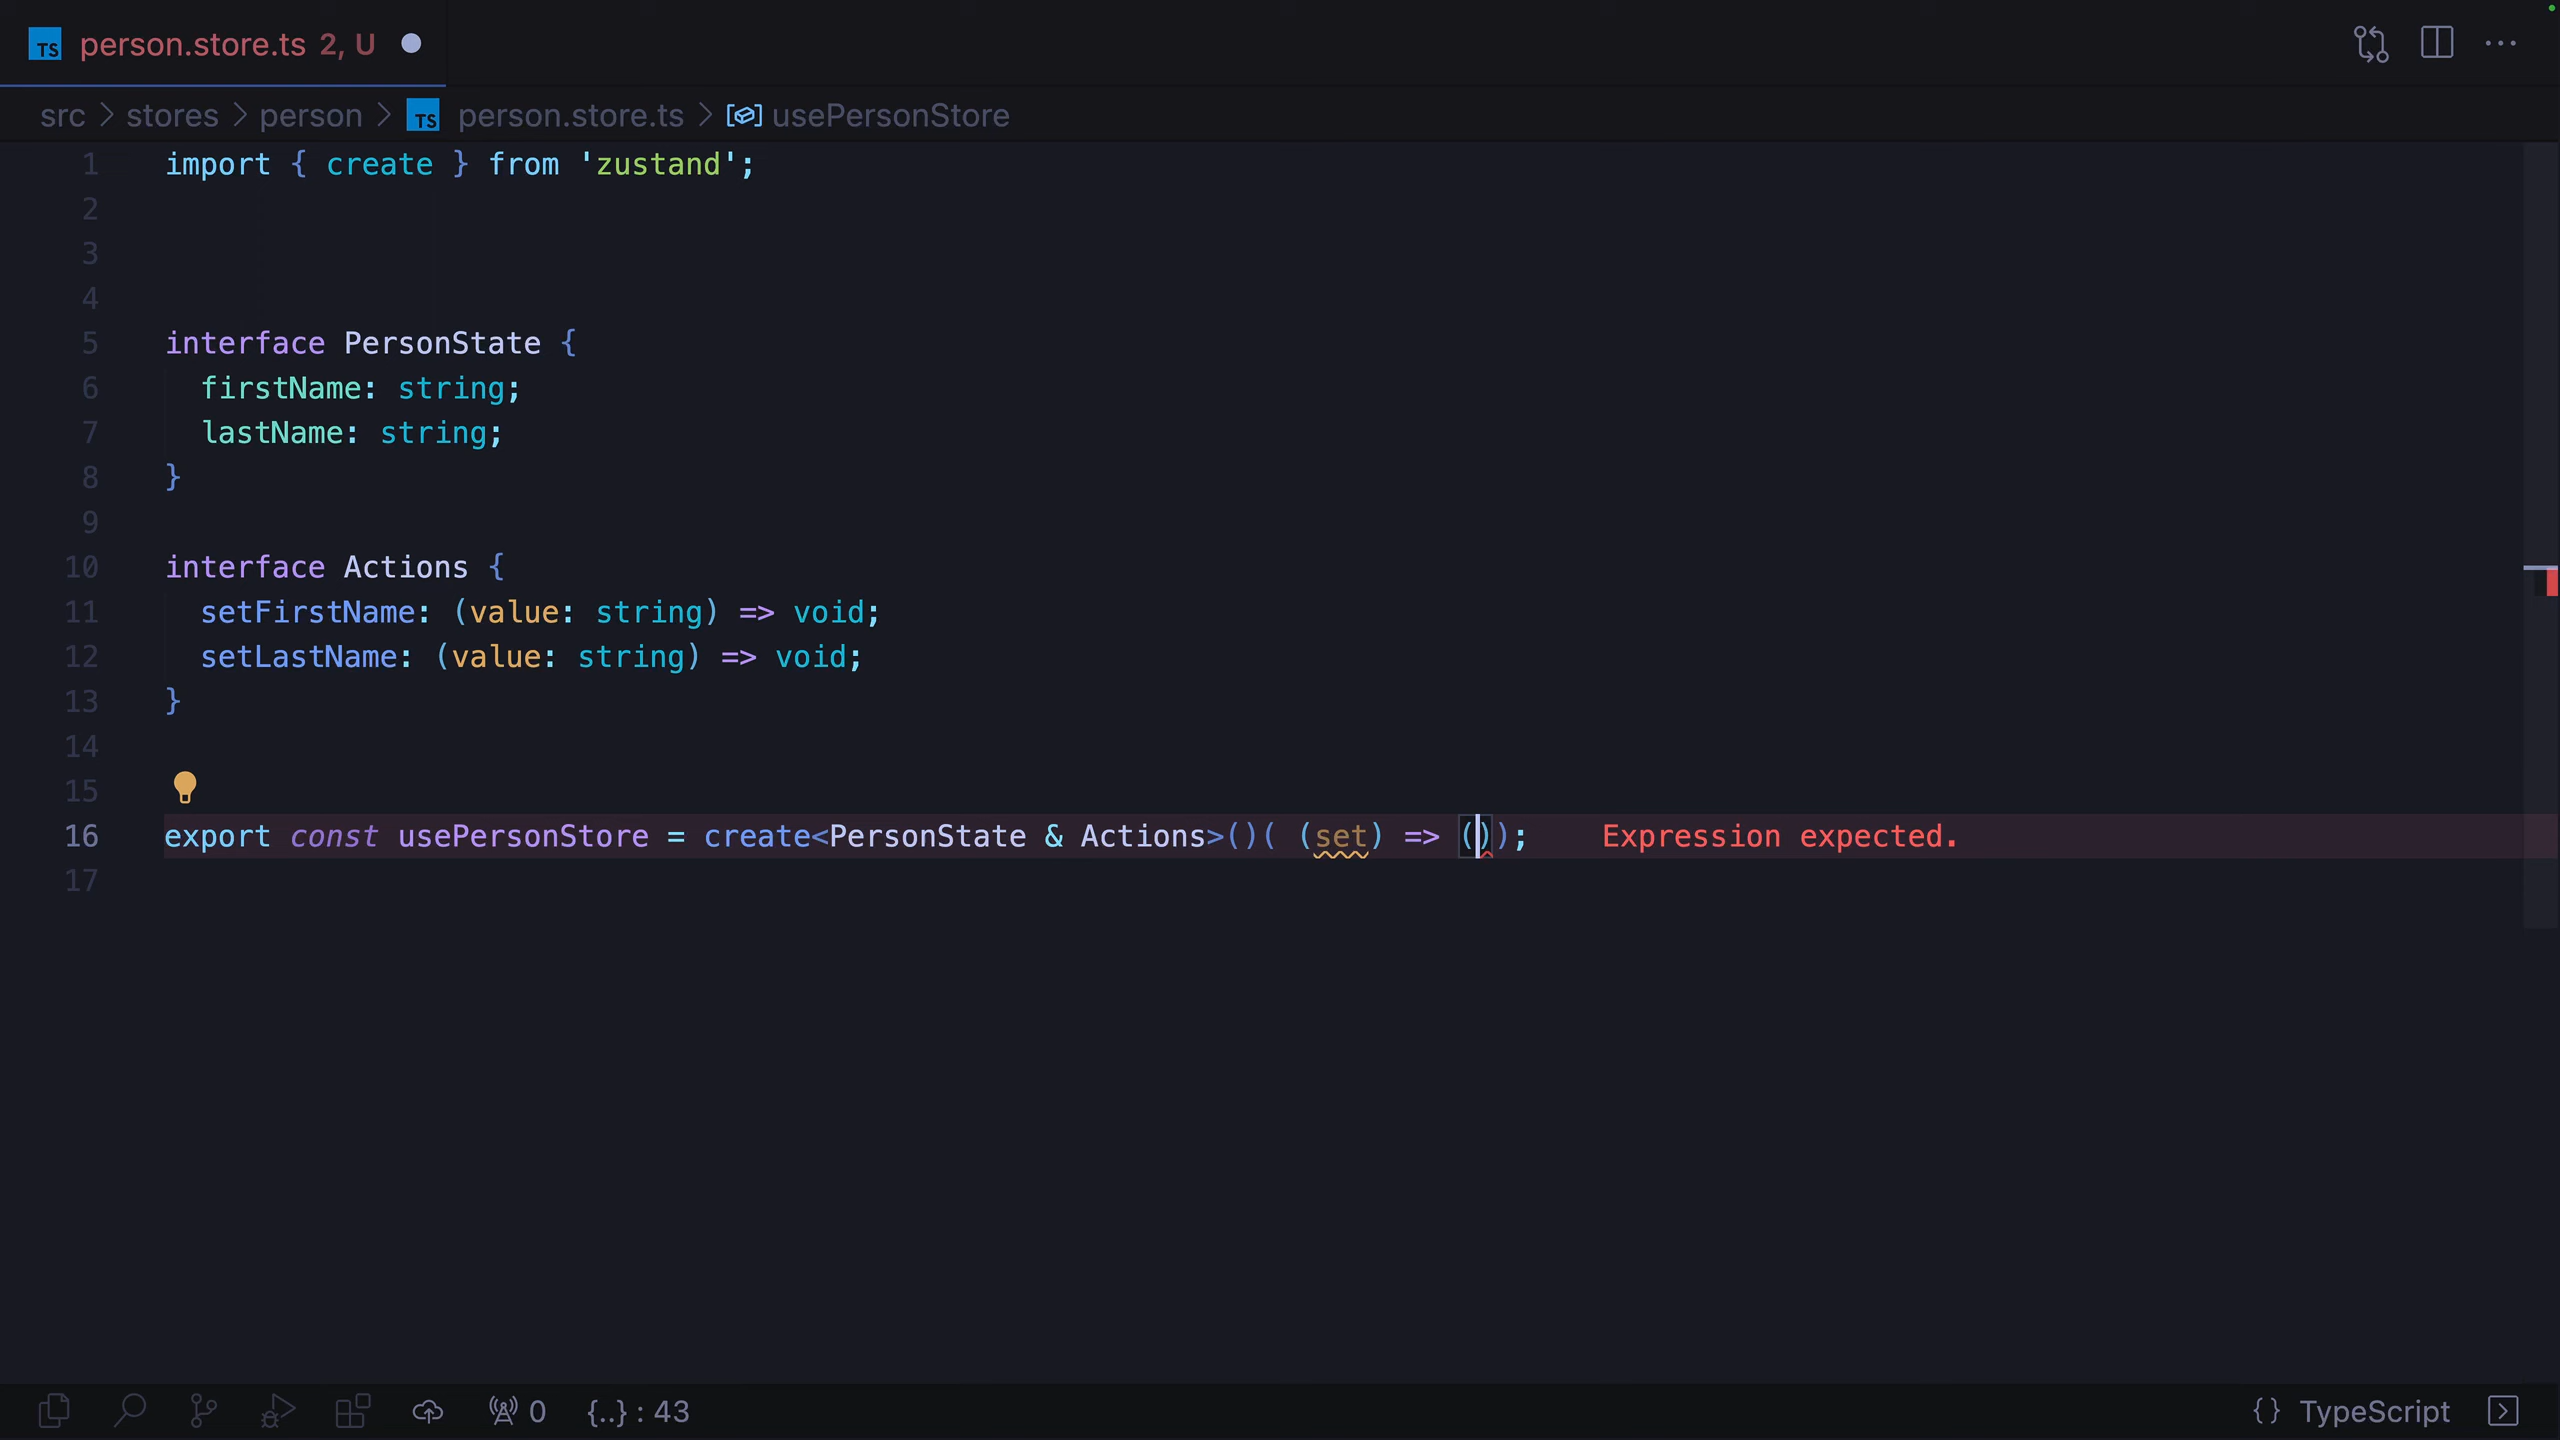 TS person.store.ts 2, U
src > stores > person > TS person.store.ts > usePersonStore
1 import { create } from 'zustand';
2
3
4
5 interface PersonState {
6 firstName: string;
7 lastName: string;
8 }
9
10 interface Actions {
11 setFirstName: (value: string) => void;
12 setLastName: (value: string) => void;
13 }
14
15
16 export const usePersonStore = create<PersonState & Actions>()( (set) => ()); Expression expected.
17
0 {..} : 43 {} TypeScript